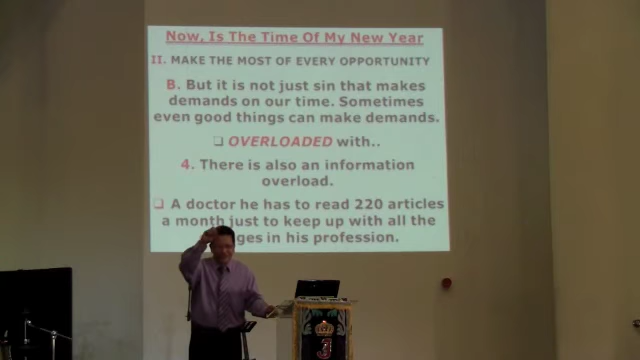 Now, Is The Time Of My New Year
II. MAKE THE MOST OF EVERY OPPORTUNITY
B. But it is not just sin that makes
demands on our time. Sometimes
even good things can make demands.
❑ OVERLOADED with..
4. There is also an information
overload.
❑ A doctor he has to read 220 articles
a month just to keep up with all the
ges in his profession.